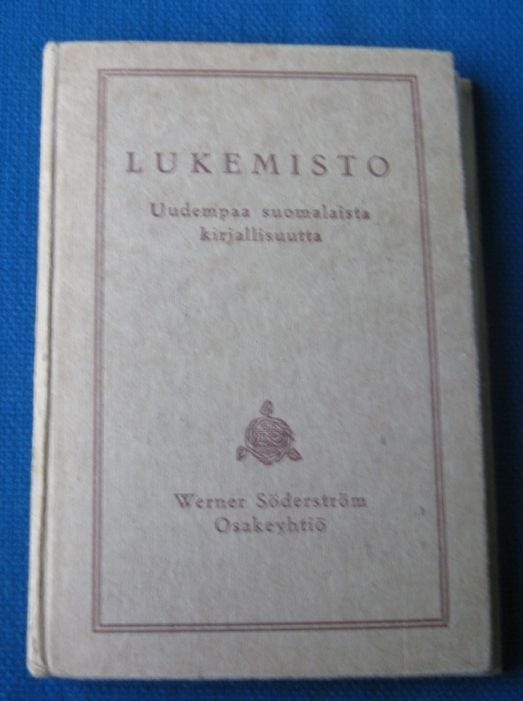 LUKEMISTO
Uudempaa suomalaista
kirjallisuutta
Werner Söderström
Osakeyhtiö